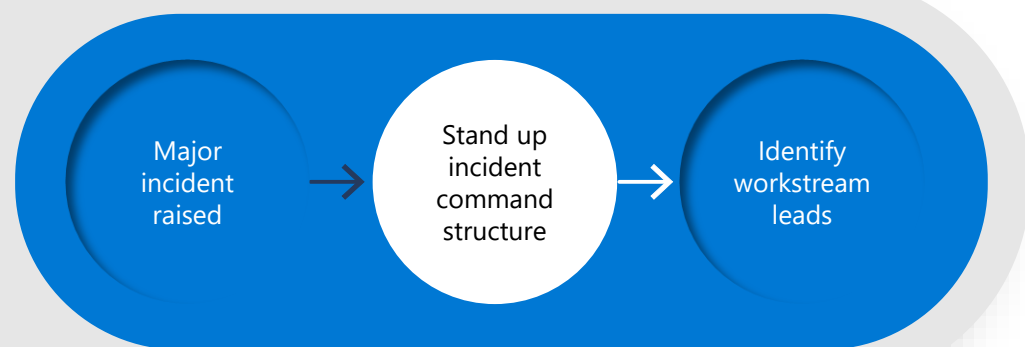 Major
incident
raised
Stand up
incident
command
structure
Identify
workstream
leads